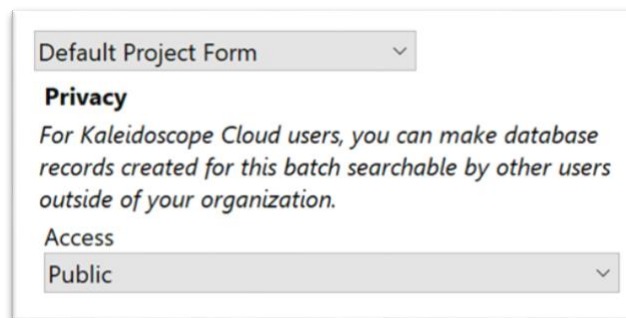 Default Project Form
Privacy
For Kaleidoscope Cloud users, you can make database
records created for this batch searchable by other users
outside of your organization.
Access
Public